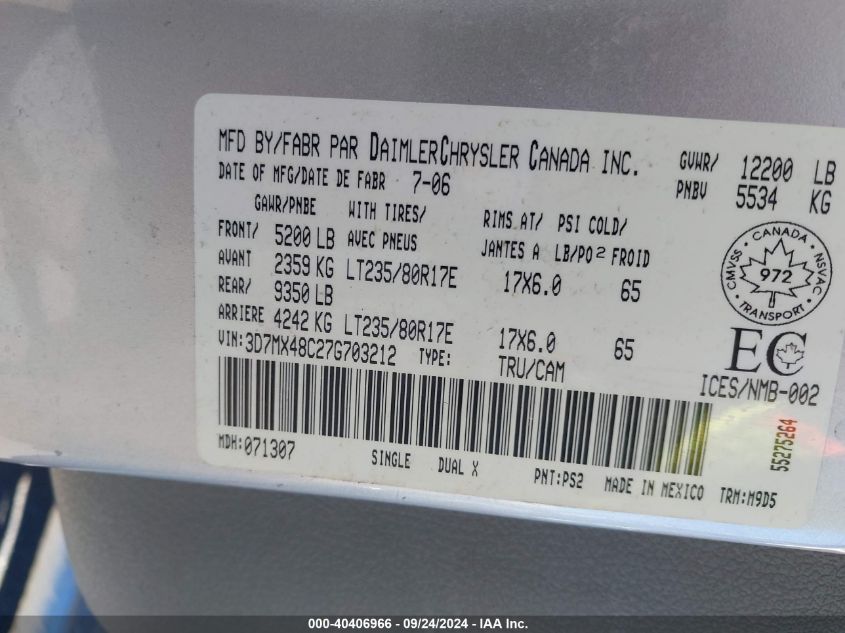 MFD BY/FABR PAR DAIMLERCHRYSLER CANADA INC.
DATE OF MFG/DATE DE FABR 7-06
GVWR/ 12200 LB
PNBV 5534 KG
GAWR/PNBE WITH TIRES/ RIMS AT/ PSI COLD/
FRONT/ 5200 LB AVEC PNEUS JANTES A LB/PO2 FROID
AVANT 2359 KG LT235/80R17E 17X6.0 65
REAR/ 9350 LB
ARRIERE 4242 KG LT235/80R17E 17X6.0 65
VIN:3D7MX48C27G703212 TYPE: TRU/CAM
CANADA
CMVSS 972 NSVAC
TRANSPORT
EC
ICES/NMB-002
55275264
MDH:071307 SINGLE DUAL X PNT:PS2 MADE IN MEXICO TRM:M9D5
000-40406966 - 09/24/2024 - IAA Inc.